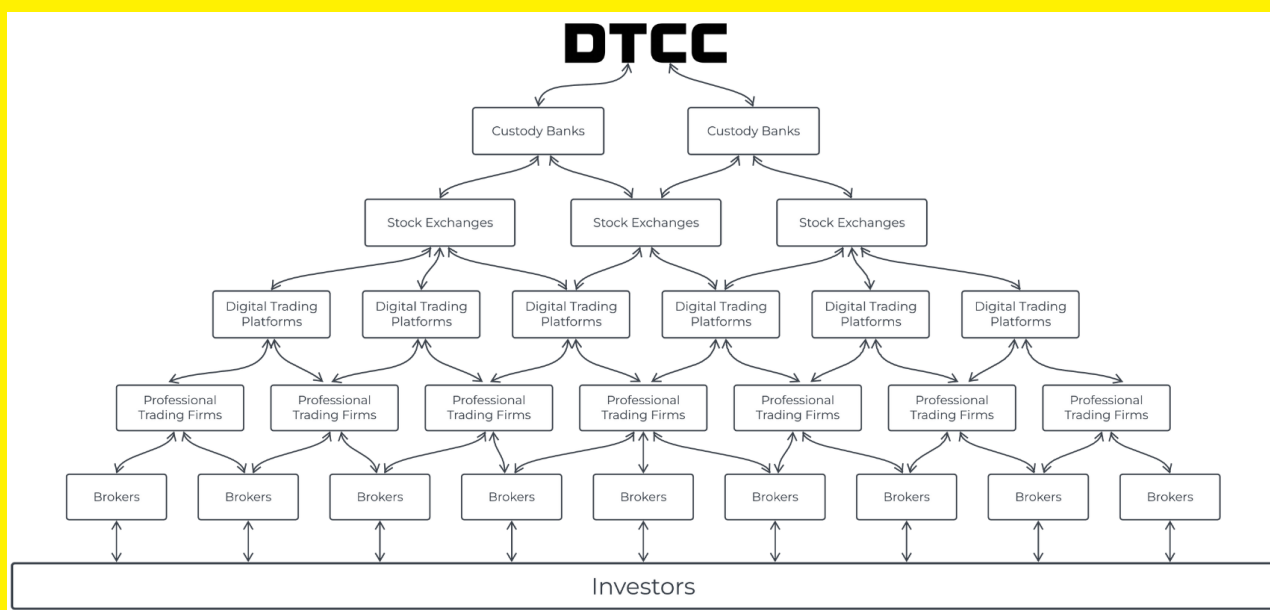 DTCC
Custody Banks
Custody Banks
Stock Exchanges
Stock Exchanges
Stock Exchanges
Digital Trading
Platforms
Digital Trading
Platforms
Digital Trading
Platforms
Digital Trading
Platforms
Digital Trading
Platforms
Digital Trading
Platforms
Professional
Trading Firms
Professional
Trading Firms
Professional
Trading Firms
Professional
Trading Firms
Professional
Trading Firms
Professional
Trading Firms
Professional
Trading Firms
Brokers
Brokers
Brokers
Brokers
Brokers
Brokers
Brokers
Brokers
Brokers
Investors